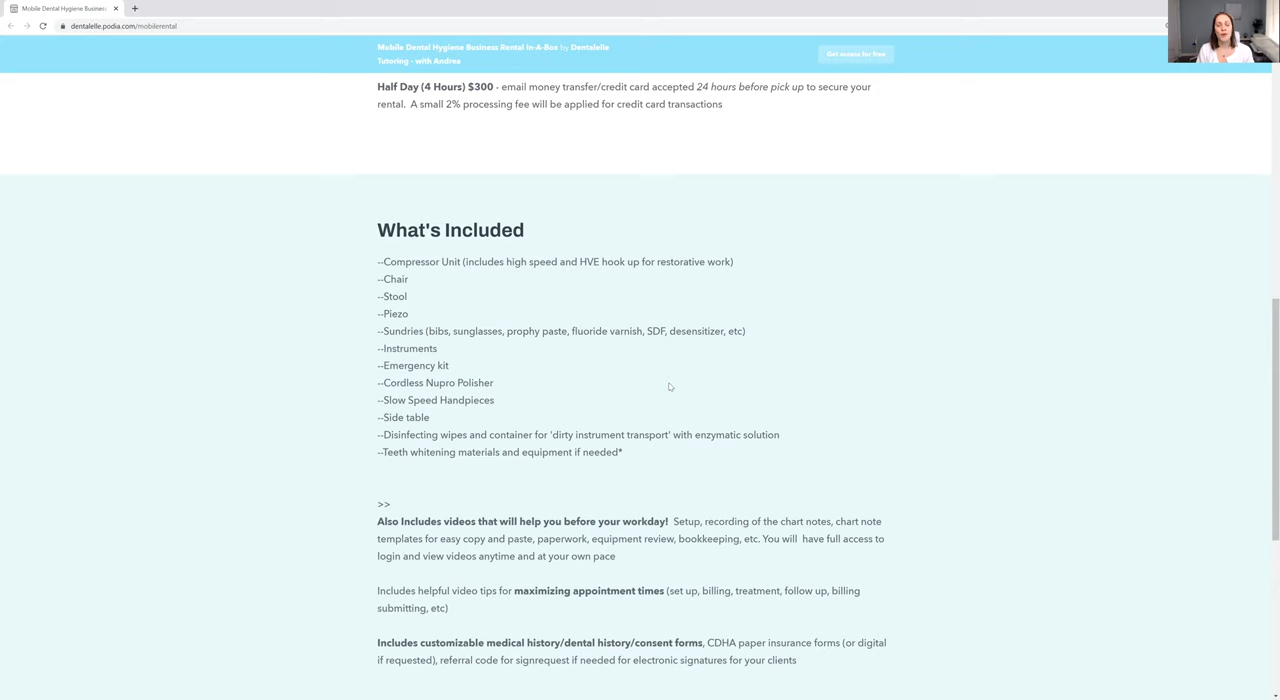 Mobile Dental Hygiene Business
dentalelle.podia.com/mobilerental
Mobile Dental Hygiene Business Rental In-A-Box by Dentalelle
Tutoring - with Andrea
Get access for free
Half Day (4 Hours) $300 - email money transfer/credit card accepted 24 hours before pick up to secure your
rental. A small 2% processing fee will be applied for credit card transactions
What's Included
--Compressor Unit (includes high speed and HVE hook up for restorative work)
--Chair
--Stool
--Piezo
--Sundries (bibs, sunglasses, prophy paste, fluoride varnish, SDF, desensitizer, etc)
--Instruments
--Emergency kit
--Cordless Nupro Polisher
--Slow Speed Handpieces
--Side table
--Disinfecting wipes and container for 'dirty instrument transport' with enzymatic solution
--Teeth whitening materials and equipment if needed*
>>
Also Includes videos that will help you before your workday! Setup, recording of the chart notes, chart note
templates for easy copy and paste, paperwork, equipment review, bookkeeping, etc. You will have full access to
login and view videos anytime and at your own pace
Includes helpful video tips for maximizing appointment times (set up, billing, treatment, follow up, billing
submitting, etc)
Includes customizable medical history/dental history/consent forms, CDHA paper insurance forms (or digital
if requested), referral code for signrequest if needed for electronic signatures for your clients